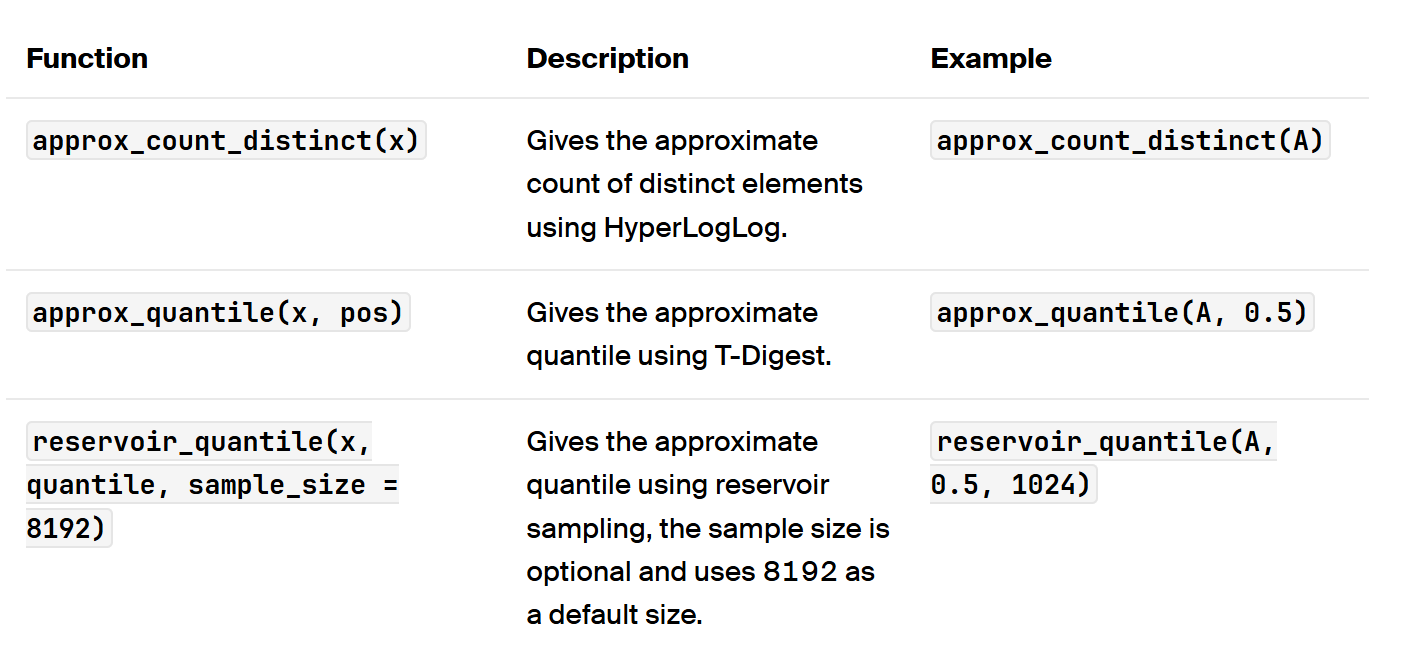 Function Description Example
approx_count_distinct(x) Gives the approximate approx_count_distinct(A)
count of distinct elements
using HyperLogLog.
approx_quantile(x, pos) Gives the approximate approx_quantile(A, 0.5)
quantile using T-Digest.
reservoir_quantile(x, Gives the approximate reservoir_quantile(A,
quantile, sample_size = quantile using reservoir 0.5, 1024)
8192) sampling, the sample size is
optional and uses 8192 as
a default size.